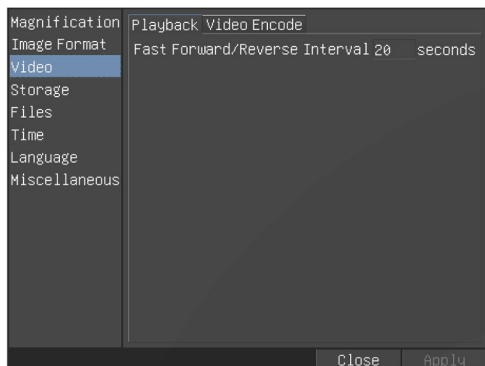 Magnification
Image Format
Video
Storage
Files
Time
Language
Miscellaneous
Playback Video Encode
Fast Forward/Reverse Interval 20 seconds
Close Apply